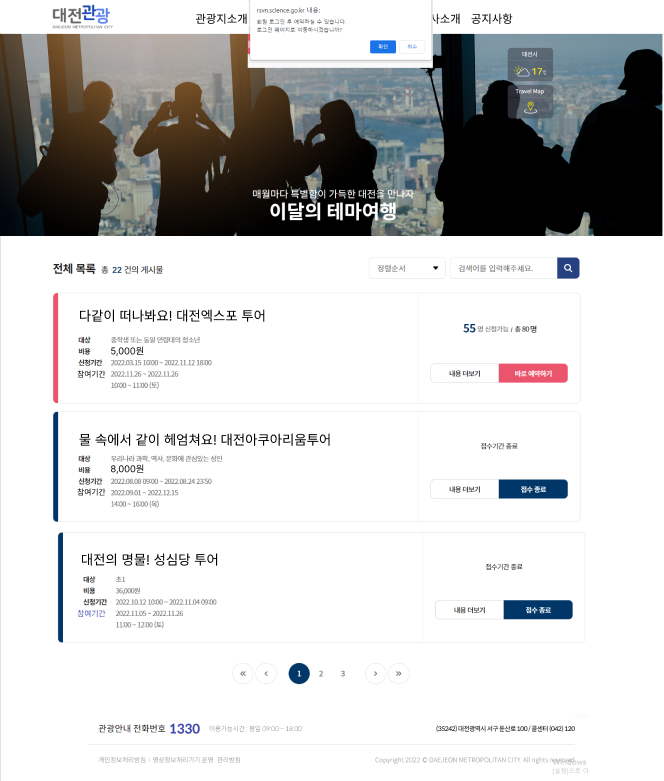 대전관광
DAEJEON METROPOLITAN CITY
관광지소개
사소개 공지사항
rsvn.science.go.kr 내용:
회원 로그인 후 예약하실 수 있습니다.
로그인 페이지로 이동하시겠습니까?
확인 취소
대전시
17℃
Travel Map
매월마다 특별함이 가득한 대전을 만나자
이달의 테마여행
전체 목록 총 22 건의 게시물
정렬순서
검색어를 입력해주세요.
다같이 떠나봐요! 대전엑스포 투어
대상 중학생 또는 동일 연령대의 청소년
비용 5,000원
신청기간 2022.03.15 10:00 ~ 2022.11.12 18:00
참여기간 2022.11.26 ~ 2022.11.26
10:00 ~ 11:00 (토)
55 명 신청가능 / 총 80 명
내용 더보기 바로 예약하기
물 속에서 같이 헤엄쳐요! 대전아쿠아리움투어
대상 우리나라 과학, 역사, 문화에 관심있는 성인
비용 8,000원
신청기간 2022.08.08 09:00 ~ 2022.08.24 23:50
참여기간 2022.09.01 ~ 2022.12.15
14:00 ~ 16:00 (목)
접수기간 종료
내용 더보기 접수 종료
대전의 명물! 성심당 투어
대상 초1
비용 36,000원
신청기간 2022.10.12 10:00 ~ 2022.11.04 09:00
참여기간 2022.11.05 ~ 2022.11.26
11:00 ~ 12:00 (토)
접수기간 종료
내용 더보기 접수 종료
« ‹ 1 2 3 › »
관광안내 전화번호 1330 이용가능시간 : 평일 09:00 ~ 18:00
(35242) 대전광역시 서구 둔산로 100 / 콜센터 (042) 120
개인정보처리방침 | 영상정보처리기기 운영·관리방침
Copyright 2022 © DAEJEON METROPOLITAN CITY. All rights reserved.
Windows
[설정]으로 이